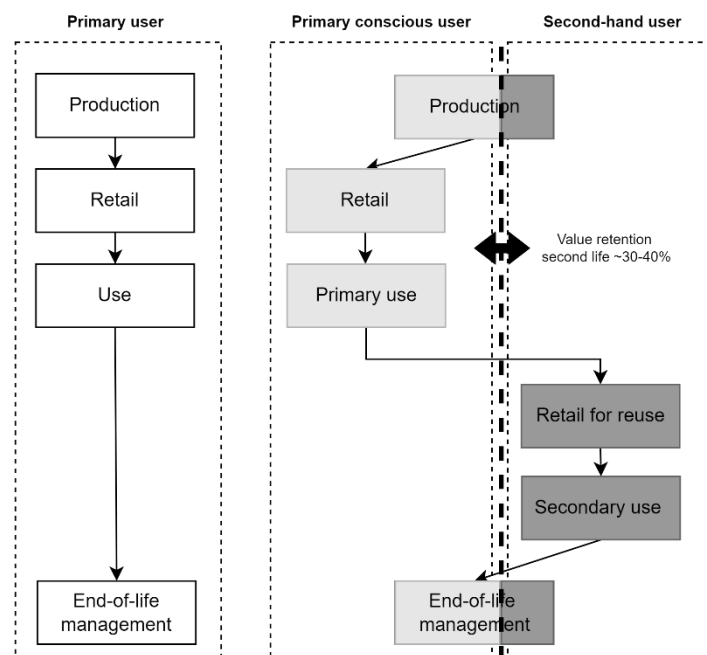 Primary user
Primary conscious user
Second-hand user
Production
Retail
Use
End-of-life
management
Production
Retail
Primary use
Value retention
second life ~30-40%
Retail for reuse
Secondary use
End-of-life
management